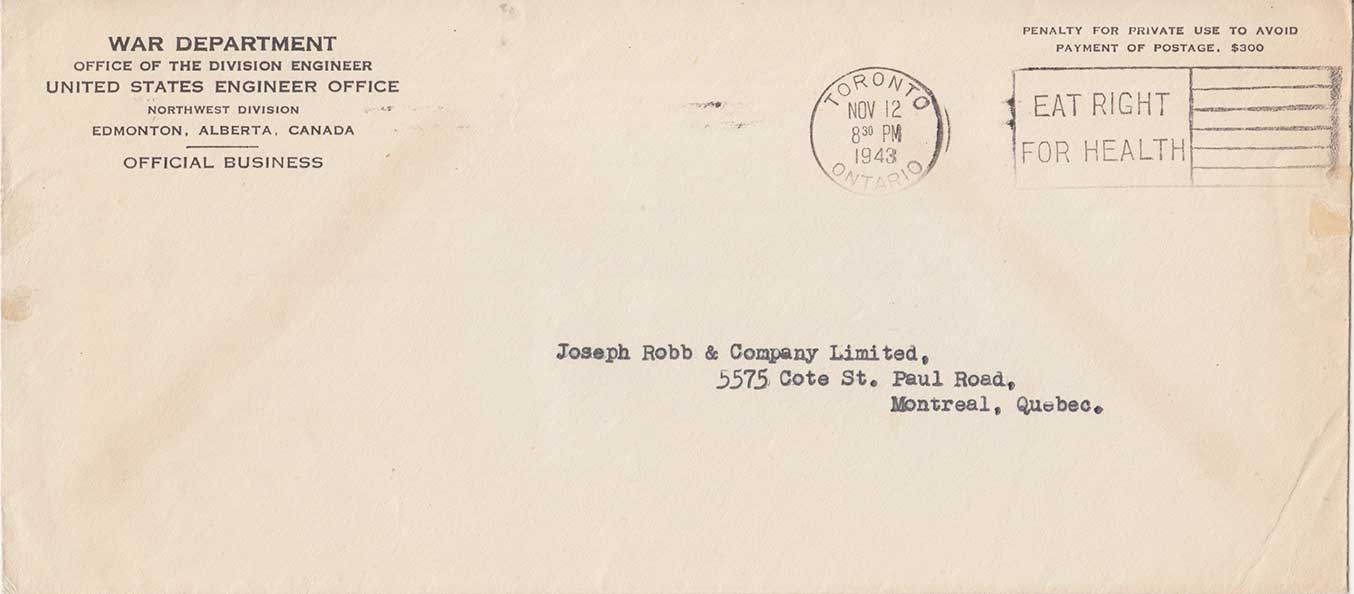 WAR DEPARTMENT
OFFICE OF THE DIVISION ENGINEER
UNITED STATES ENGINEER OFFICE
NORTHWEST DIVISION
EDMONTON, ALBERTA, CANADA
OFFICIAL BUSINESS
PENALTY FOR PRIVATE USE TO AVOID
PAYMENT OF POSTAGE, $300
TORONTO
NOV 12
8³⁰ PM
1943
ONTARIO
EAT RIGHT
FOR HEALTH
Joseph Robb & Company Limited,
5575 Cote St. Paul Road,
Montreal, Quebec.